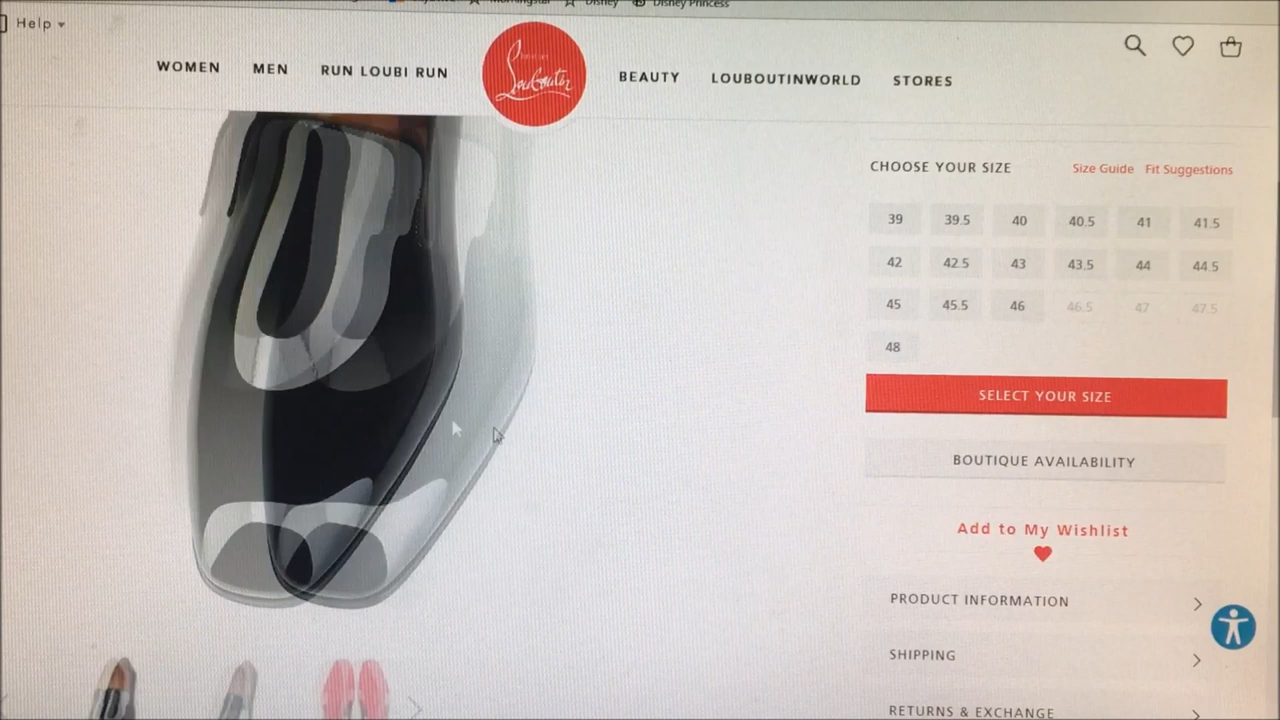 Disney
Disney Princess
Help
WOMEN
MEN
RUN LOUBI RUN
Louboutin
BEAUTY
LOUBOUTINWORLD
STORES
CHOOSE YOUR SIZE
Size Guide
Fit Suggestions
39 39.5 40 40.5 41 41.5
42 42.5 43 43.5 44 44.5
45 45.5 46 46.5 47 47.5
48
SELECT YOUR SIZE
BOUTIQUE AVAILABILITY
Add to My Wishlist
PRODUCT INFORMATION
SHIPPING
RETURNS & EXCHANGE